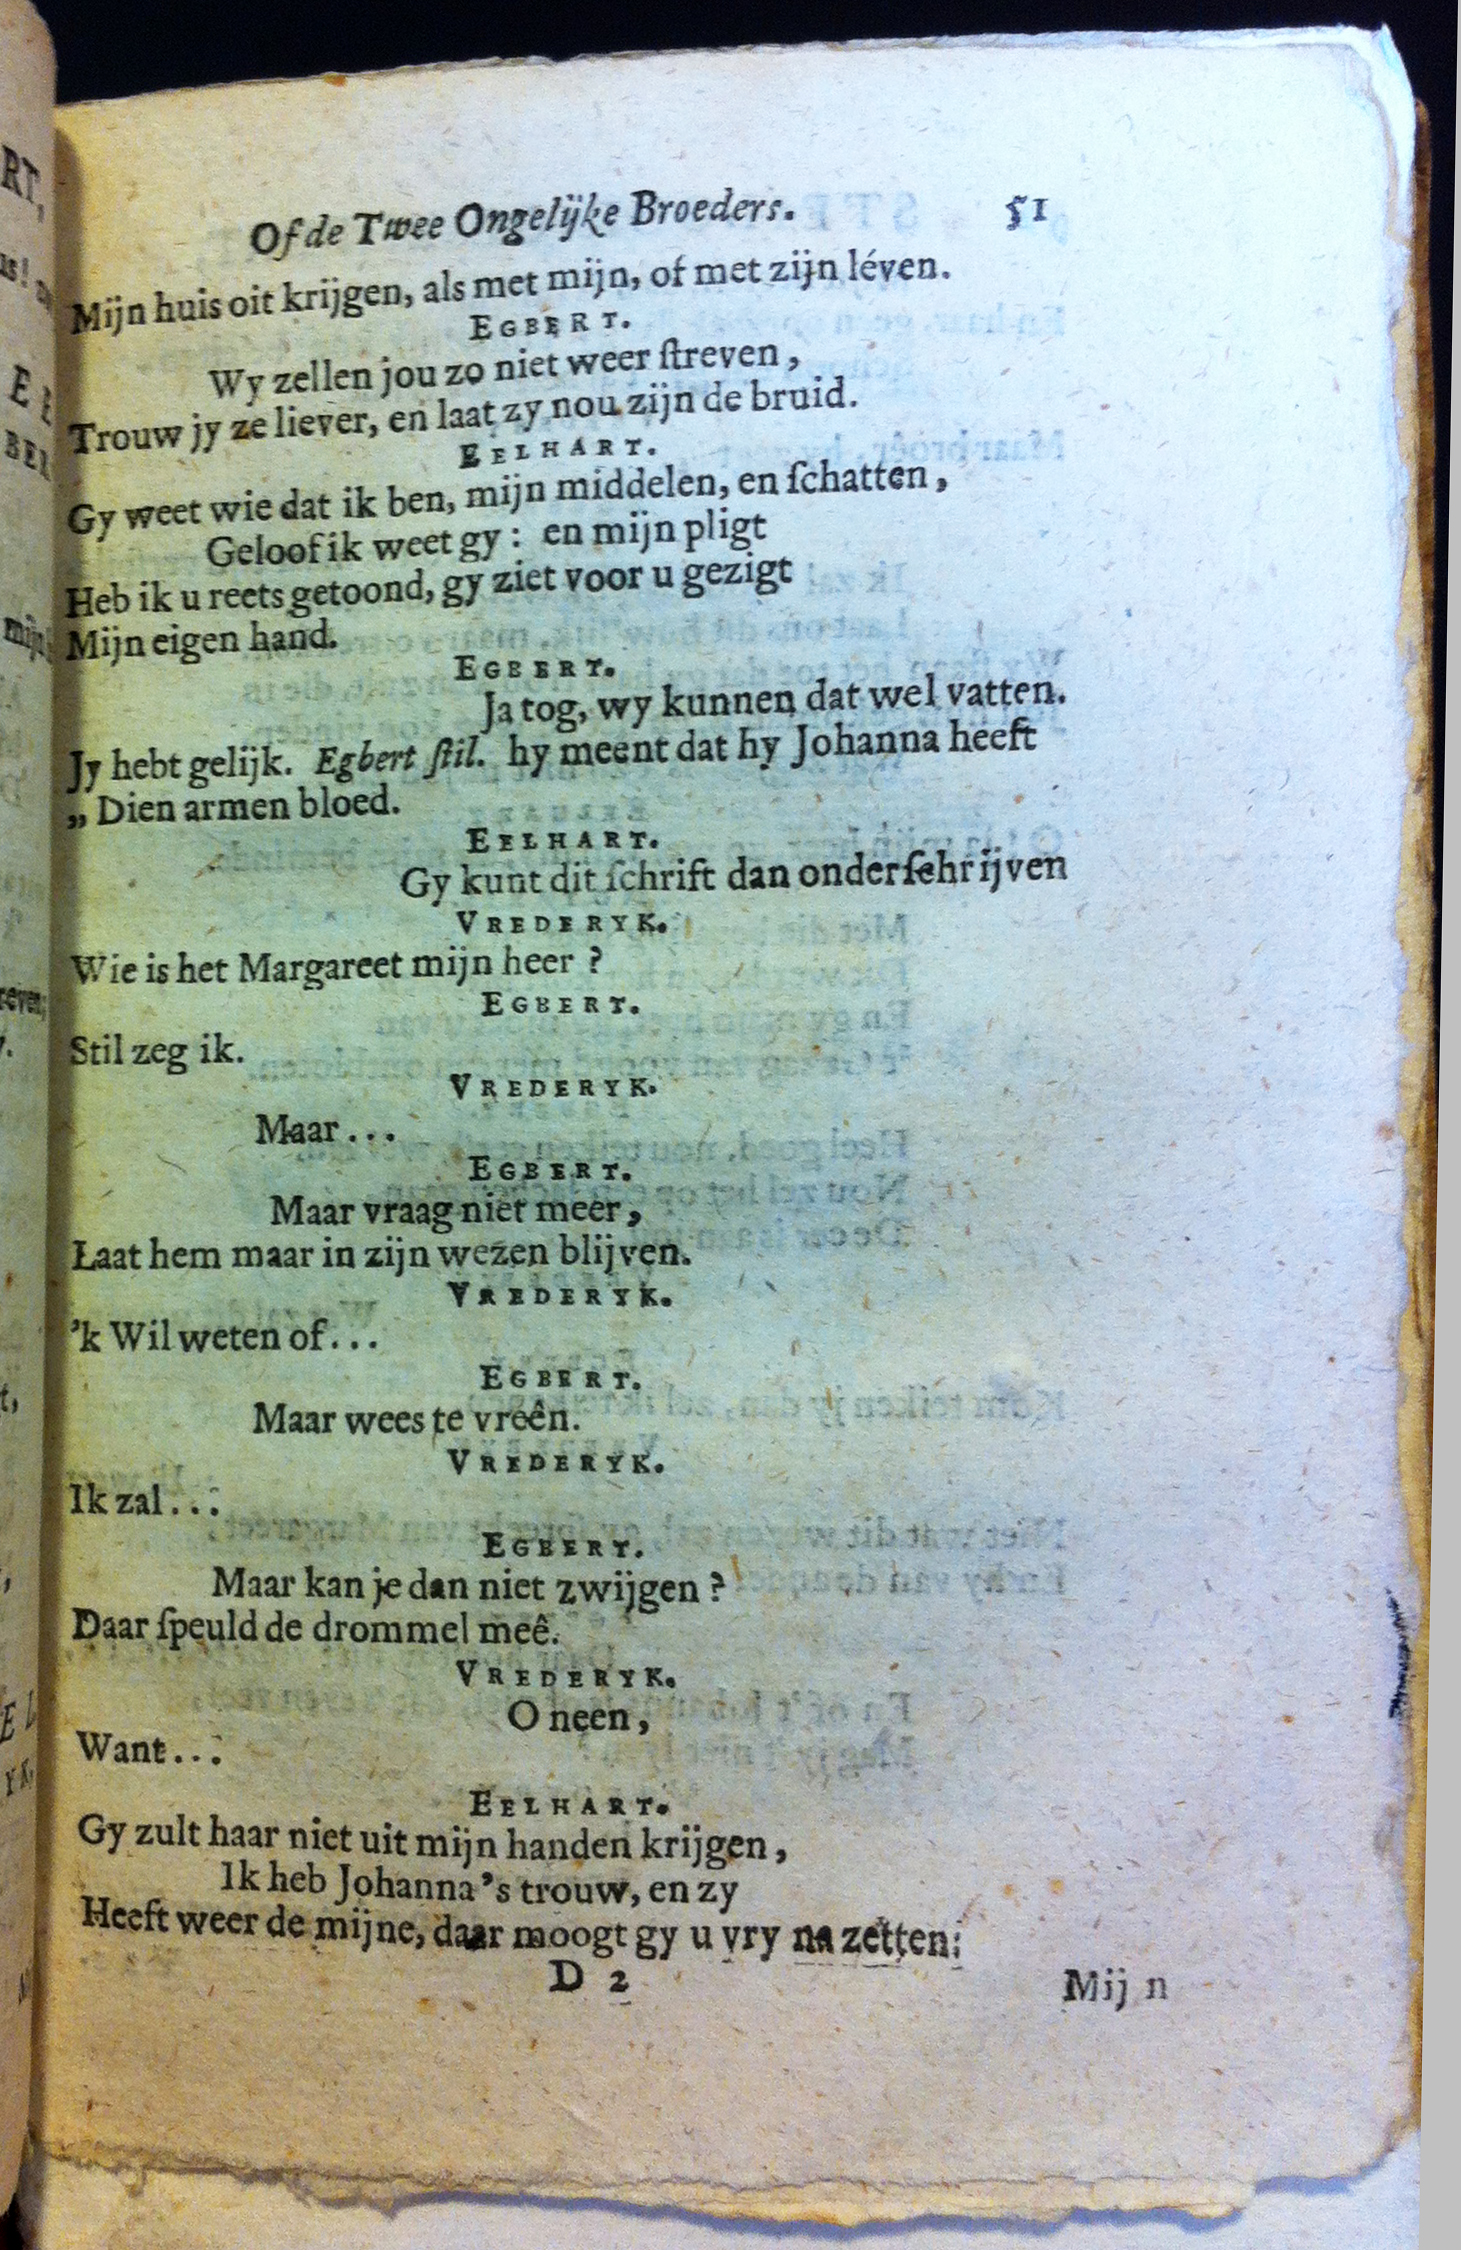 Of de Twee Ongelijke Broeders. 51
Mijn huis oit krijgen, als met mijn, of met zijn léven.
EGBERT.
Wy zellen jou zo niet weer ſtreven,
Trouw jy ze liever, en laat zy nou zijn de bruid.
EELHART.
Gy weet wie dat ik ben, mijn middelen, en ſchatten,
Geloof ik weet gy: en mijn pligt
Heb ik u reets getoond, gy ziet voor u gezigt
Mijn eigen hand.
EGBERT.
Ja tog, wy kunnen dat wel vatten.
Jy hebt gelijk. Egbert ſtil. hy meent dat hy Johanna heeft
„ Dien armen bloed.
EELHART.
Gy kunt dit ſchrift dan onderſchrijven
VREDERYK.
Wie is het Margareet mijn heer?
EGBERT.
Stil zeg ik.
VREDERYK.
Maar...
EGBERT.
Maar vraag niet meer,
Laat hem maar in zijn wezen blijven.
VREDERYK.
'k Wil weten of...
EGBERT.
Maar wees te vreên.
VREDERYK.
Ik zal...
EGBERT.
Maar kan je dan niet zwijgen?
Daar ſpeuld de drommel meê.
VREDERYK.
O neen,
Want...
EELHART.
Gy zult haar niet uit mijn handen krijgen,
Ik heb Johanna's trouw, en zy
Heeft weer de mijne, daar moogt gy u vry na zetten;
D 2
Mijn